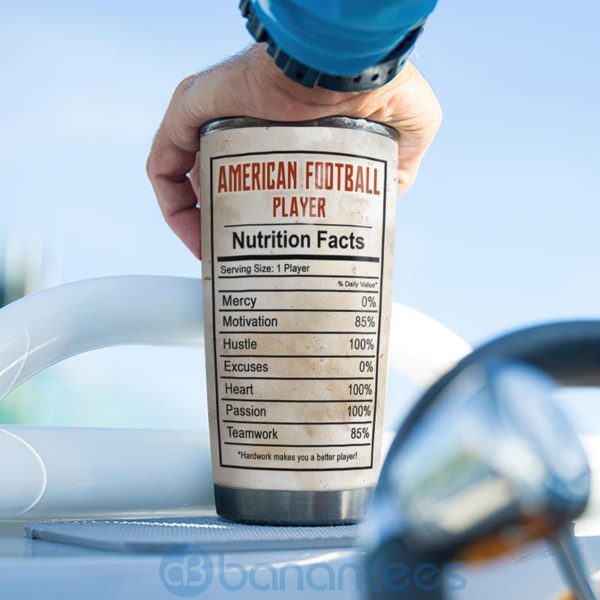 AMERICAN FOOTBALL
PLAYER
Nutrition Facts
Serving Size: 1 Player
% Daily Value*
Mercy 0%
Motivation 85%
Hustle 100%
Excuses 0%
Heart 100%
Passion 100%
Teamwork 85%
*Hardwork makes you a better player!
banantees